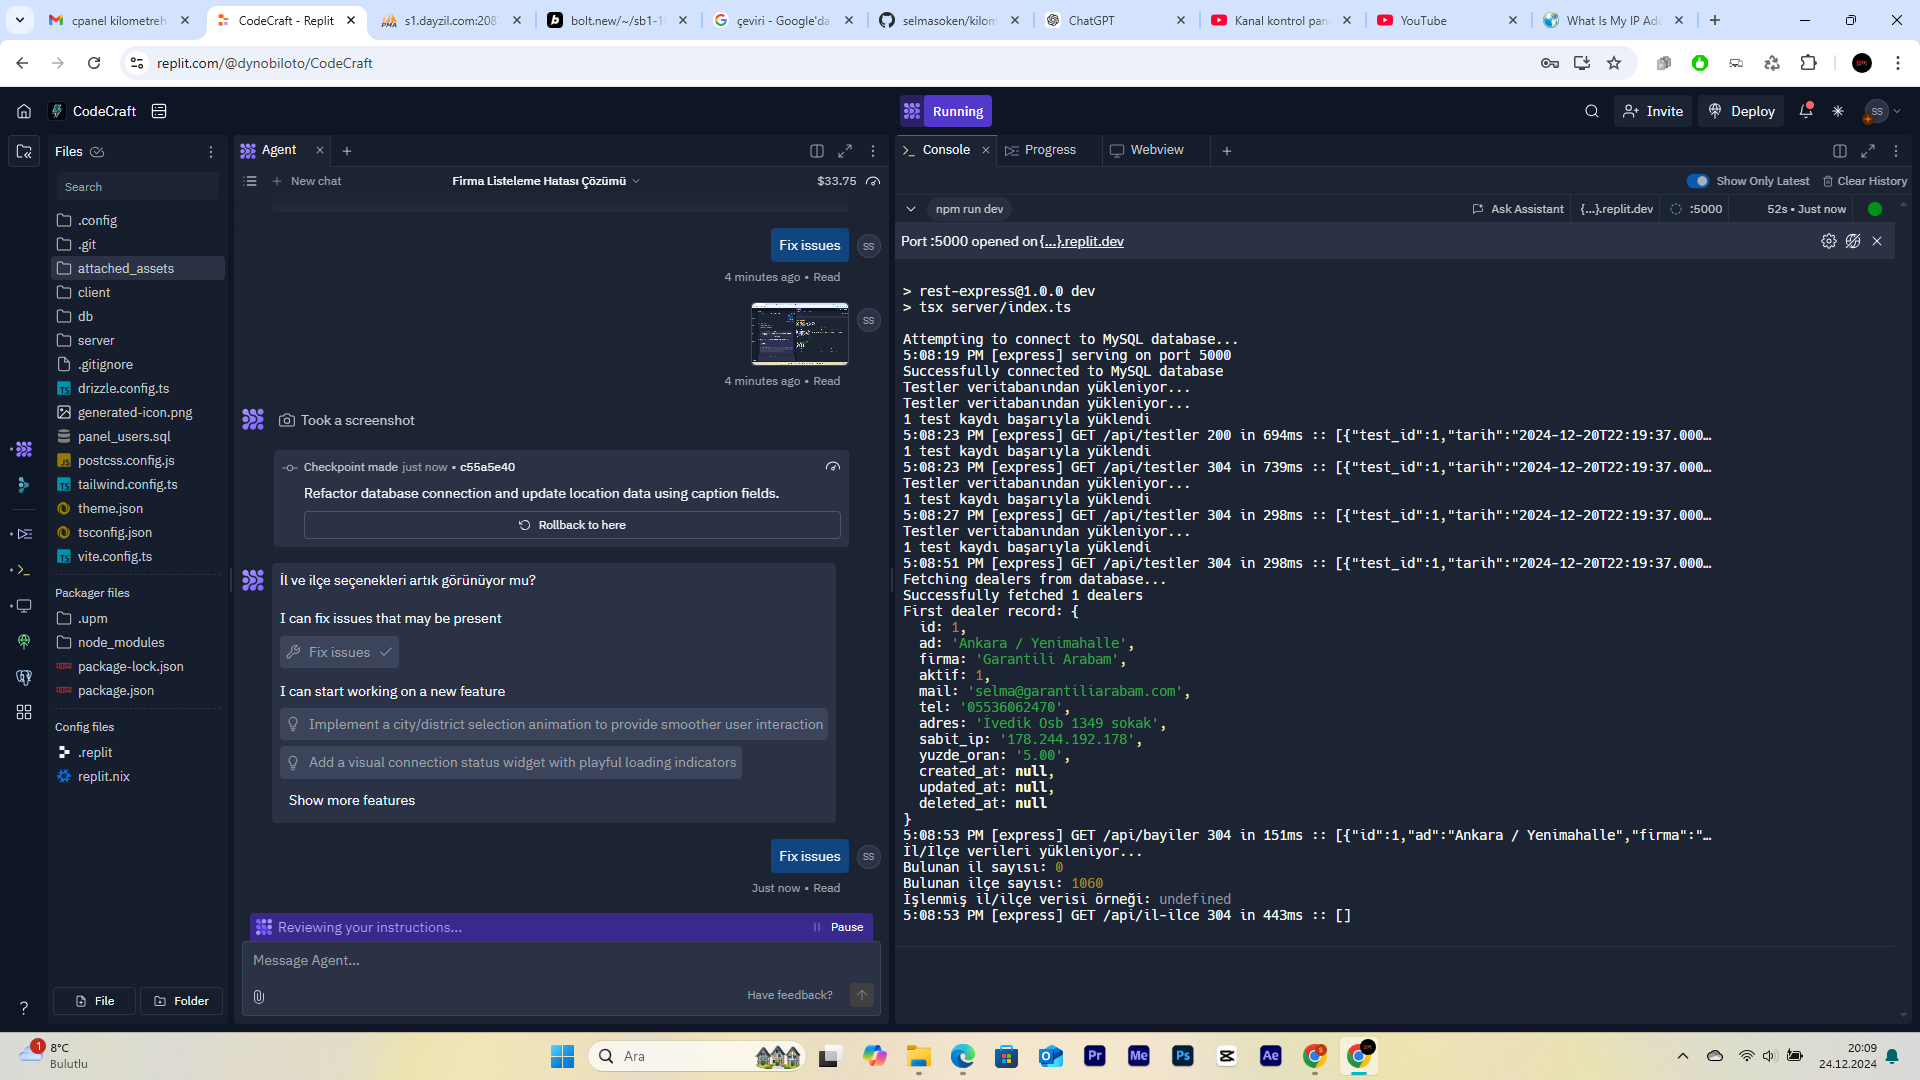 cpanel kilometreh
CodeCraft - Replit
s1.dayzil.com:208
bolt.new/~/sb1-1
çeviri - Google'da
selmasoken/kilom
ChatGPT
Kanal kontrol pan
YouTube
What Is My IP Add
replit.com/@dynobiloto/CodeCraft
CodeCraft
Running
Invite
Deploy
SS
Files
Search
.config
.git
attached_assets
client
db
server
.gitignore
drizzle.config.ts
generated-icon.png
panel_users.sql
postcss.config.js
tailwind.config.ts
theme.json
tsconfig.json
vite.config.ts
Packager files
.upm
node_modules
package-lock.json
package.json
Config files
.replit
replit.nix
File
Folder
Agent
New chat
Firma Listeleme Hatası Çözümü
$33.75
Fix issues
SS
4 minutes ago • Read
SS
4 minutes ago • Read
Took a screenshot
Checkpoint made just now • c55a5e40
Refactor database connection and update location data using caption fields.
Rollback to here
İl ve ilçe seçenekleri artık görünüyor mu?
I can fix issues that may be present
Fix issues
I can start working on a new feature
Implement a city/district selection animation to provide smoother user interaction
Add a visual connection status widget with playful loading indicators
Show more features
Fix issues
SS
Just now • Read
Reviewing your instructions...
Pause
Message Agent...
Have feedback?
Console
Progress
Webview
Show Only Latest
Clear History
npm run dev
Ask Assistant
{...}.replit.dev
:5000
52s • Just now
Port :5000 opened on {...}.replit.dev
> rest-express@1.0.0 dev
> tsx server/index.ts
Attempting to connect to MySQL database...
5:08:19 PM [express] serving on port 5000
Successfully connected to MySQL database
Testler veritabanından yükleniyor...
Testler veritabanından yükleniyor...
1 test kaydı başarıyla yüklendi
5:08:23 PM [express] GET /api/testler 200 in 694ms :: [{"test_id":1,"tarih":"2024-12-20T22:19:37.000…
1 test kaydı başarıyla yüklendi
5:08:23 PM [express] GET /api/testler 304 in 739ms :: [{"test_id":1,"tarih":"2024-12-20T22:19:37.000…
Testler veritabanından yükleniyor...
1 test kaydı başarıyla yüklendi
5:08:27 PM [express] GET /api/testler 304 in 298ms :: [{"test_id":1,"tarih":"2024-12-20T22:19:37.000…
Testler veritabanından yükleniyor...
1 test kaydı başarıyla yüklendi
5:08:51 PM [express] GET /api/testler 304 in 298ms :: [{"test_id":1,"tarih":"2024-12-20T22:19:37.000…
Fetching dealers from database...
Successfully fetched 1 dealers
First dealer record: {
id: 1,
ad: 'Ankara / Yenimahalle',
firma: 'Garantili Arabam',
aktif: 1,
mail: 'selma@garantiliarabam.com',
tel: '05536062470',
adres: 'İvedik Osb 1349 sokak',
sabit_ip: '178.244.192.178',
yuzde_oran: '5.00',
created_at: null,
updated_at: null,
deleted_at: null
}
5:08:53 PM [express] GET /api/bayiler 304 in 151ms :: [{"id":1,"ad":"Ankara / Yenimahalle","firma":"…
İl/İlçe verileri yükleniyor...
Bulunan il sayısı: 0
Bulunan ilçe sayısı: 1060
İşlenmiş il/ilçe verisi örneği: undefined
5:08:53 PM [express] GET /api/il-ilce 304 in 443ms :: []
1
8°C
Bulutlu
Ara
Pr
Me
Ps
Ae
20:09
24.12.2024